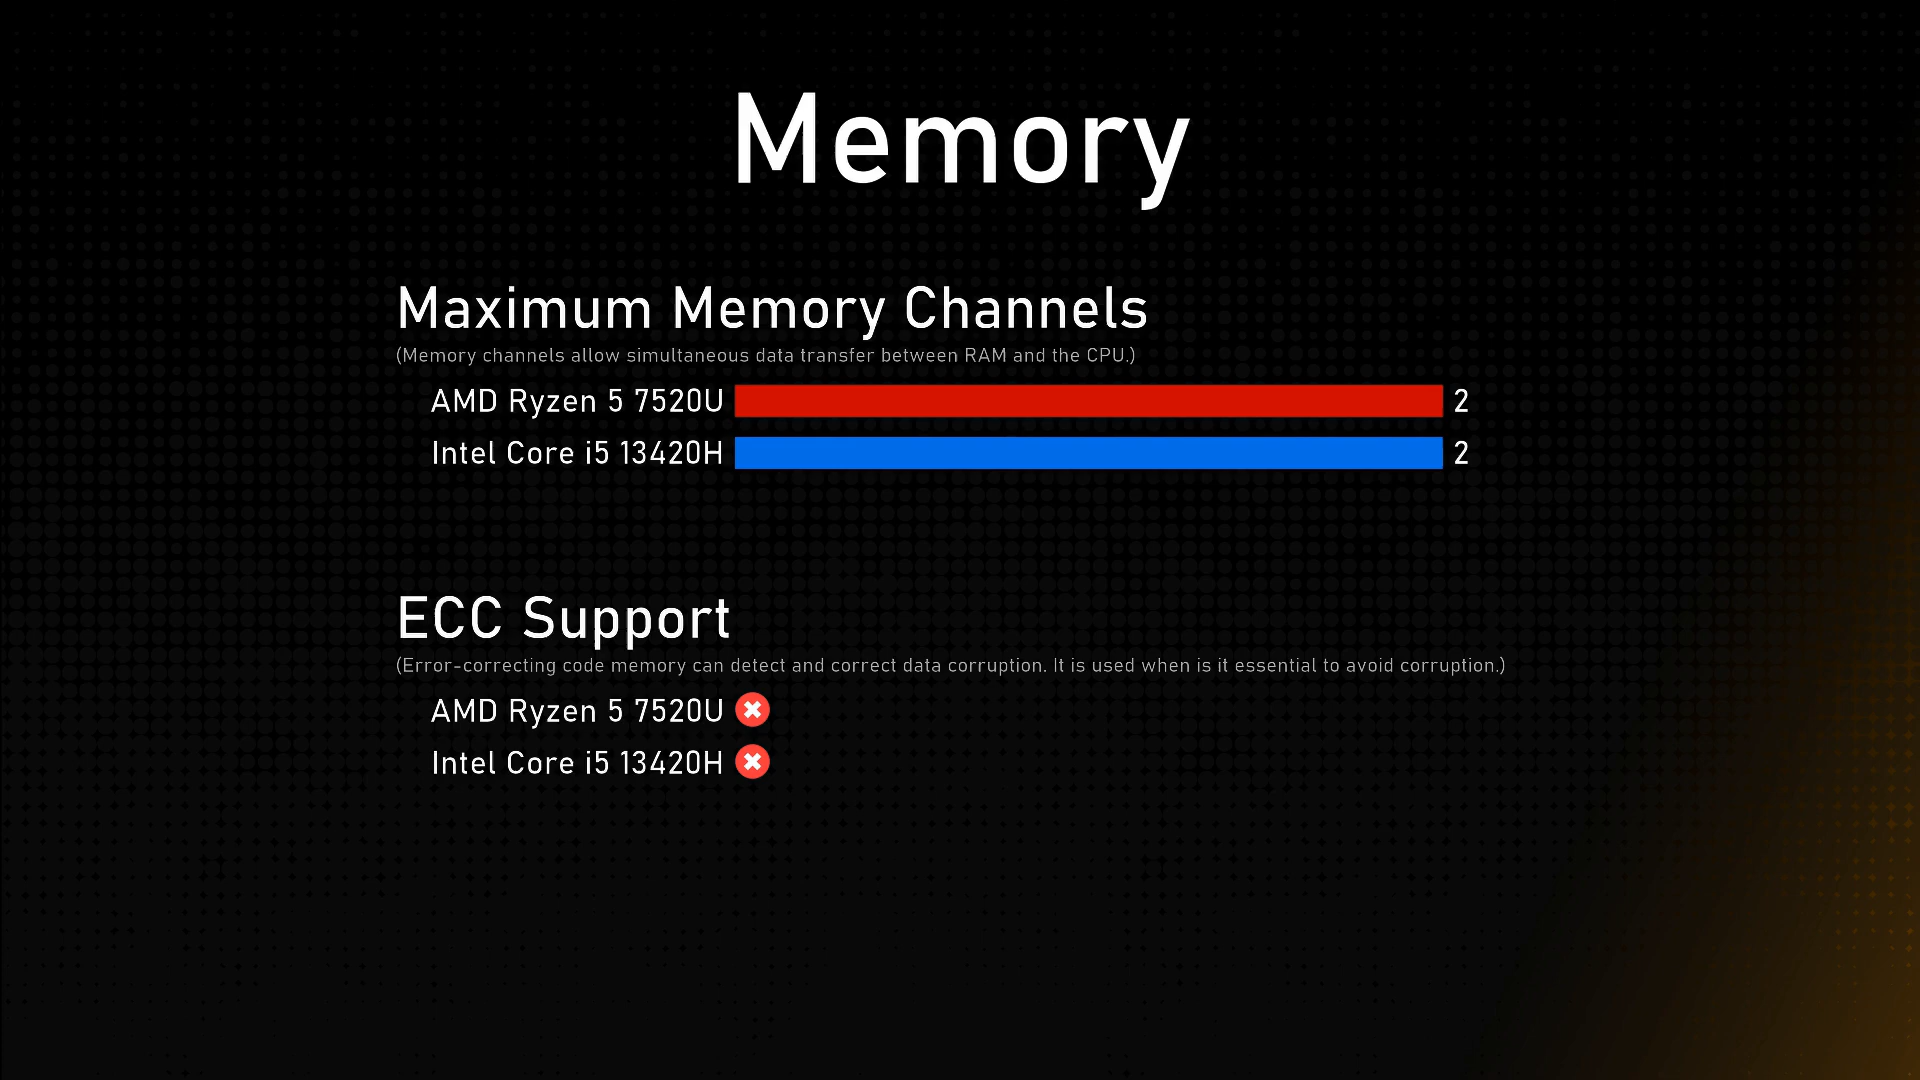 Memory
Maximum Memory Channels
(Memory channels allow simultaneous data transfer between RAM and the CPU.)
AMD Ryzen 5 7520U 2
Intel Core i5 13420H 2
ECC Support
(Error-correcting code memory can detect and correct data corruption. It is used when is it essential to avoid corruption.)
AMD Ryzen 5 7520U
Intel Core i5 13420H